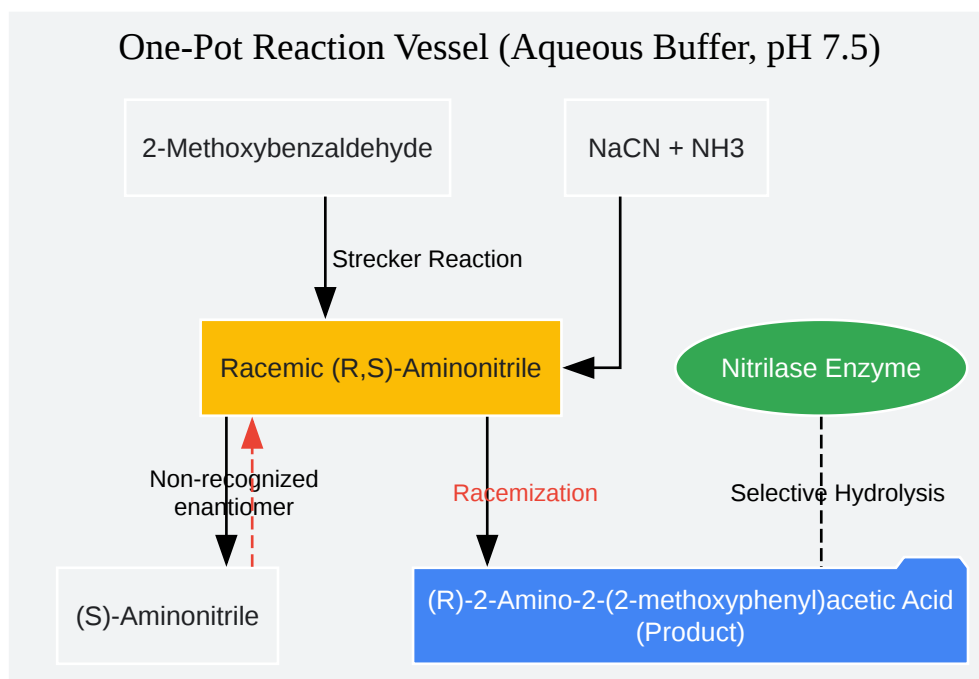 One-Pot Reaction Vessel (Aqueous Buffer, pH 7.5)
2-Methoxybenzaldehyde
NaCN + NH3
Strecker Reaction
Racemic (R,S)-Aminonitrile
Nitrilase Enzyme
Non-recognized
enantiomer
Racemization
Selective Hydrolysis
(S)-Aminonitrile
(R)-2-Amino-2-(2-methoxyphenyl)acetic Acid
(Product)